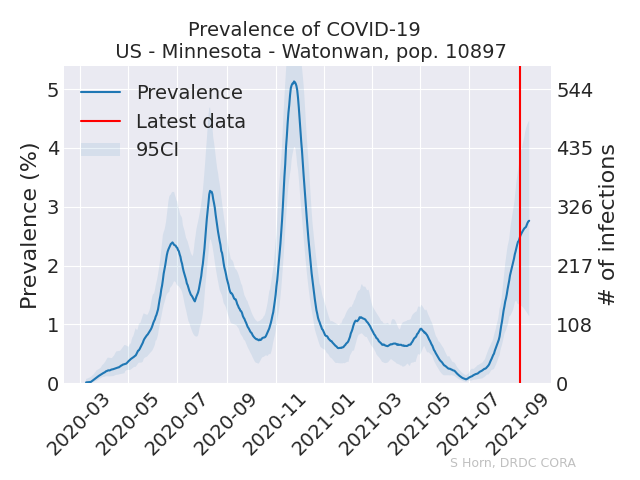 Prevalence of COVID-19
US - Minnesota - Watonwan, pop. 10897
Prevalence
Latest data
95CI
Prevalence (%)
5
4
3
2
1
0
# of infections
544
435
326
217
108
0
2020-03
2020-05
2020-07
2020-09
2020-11
2021-01
2021-03
2021-05
2021-07
2021-09
S Horn, DRDC CORA